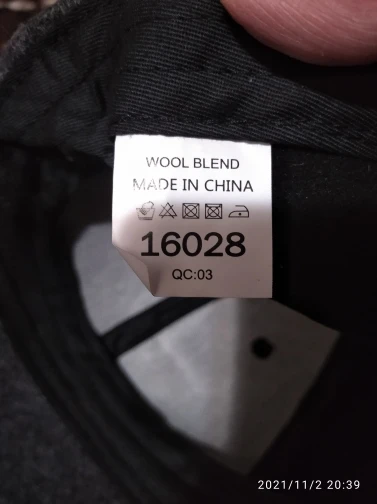 WOOL BLEND
MADE IN CHINA
16028
QC:03
2021/11/2 20:39